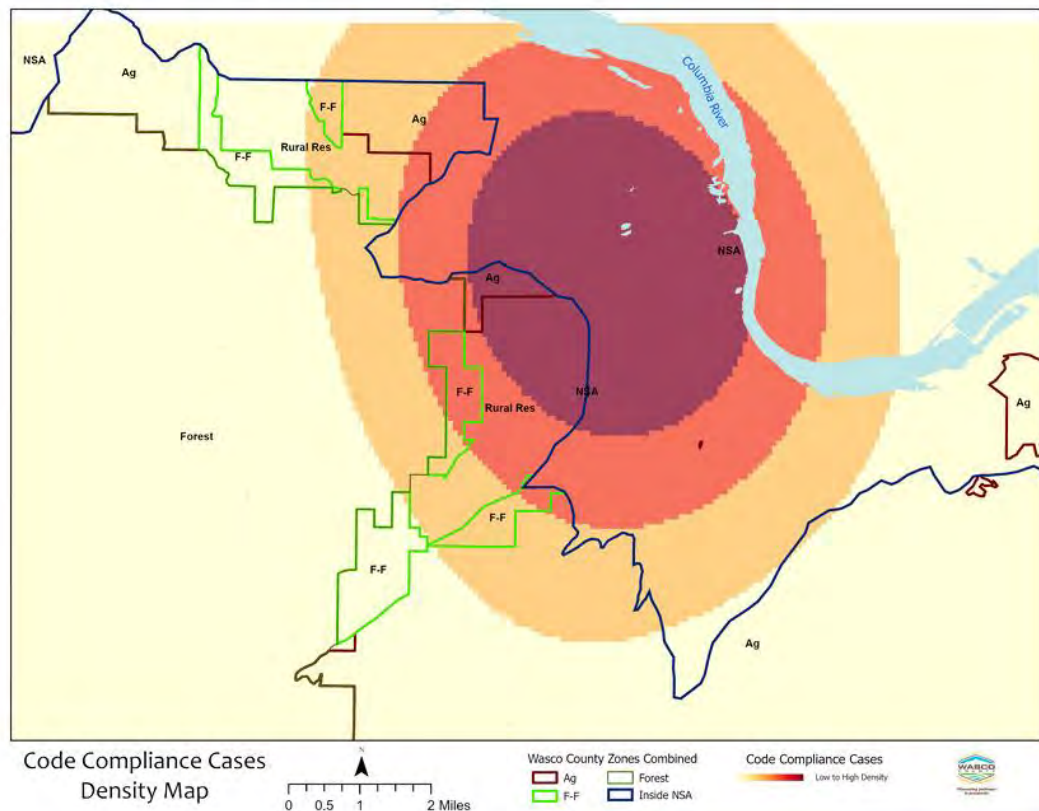 Columbia River
NSA
Ag
F-F
Ag
F-F
Rural Res
NSA
Ag
NSA
F-F
Rural Res
Ag
Forest
F-F
F-F
Ag
Code Compliance Cases
Density Map
N
0 0.5 1 2 Miles
Wasco County Zones Combined
Ag
Forest
F-F
Inside NSA
Code Compliance Cases
Low to High Density
WASCO